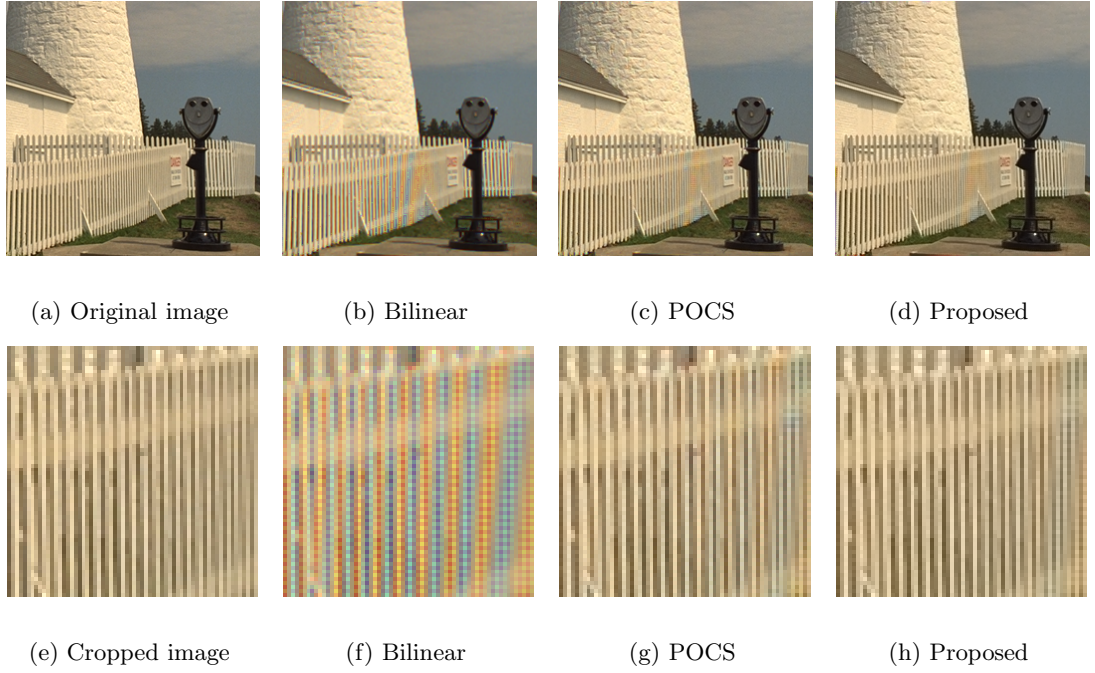 (a) Original image
(b) Bilinear
(c) POCS
(d) Proposed
(e) Cropped image
(f) Bilinear
(g) POCS
(h) Proposed